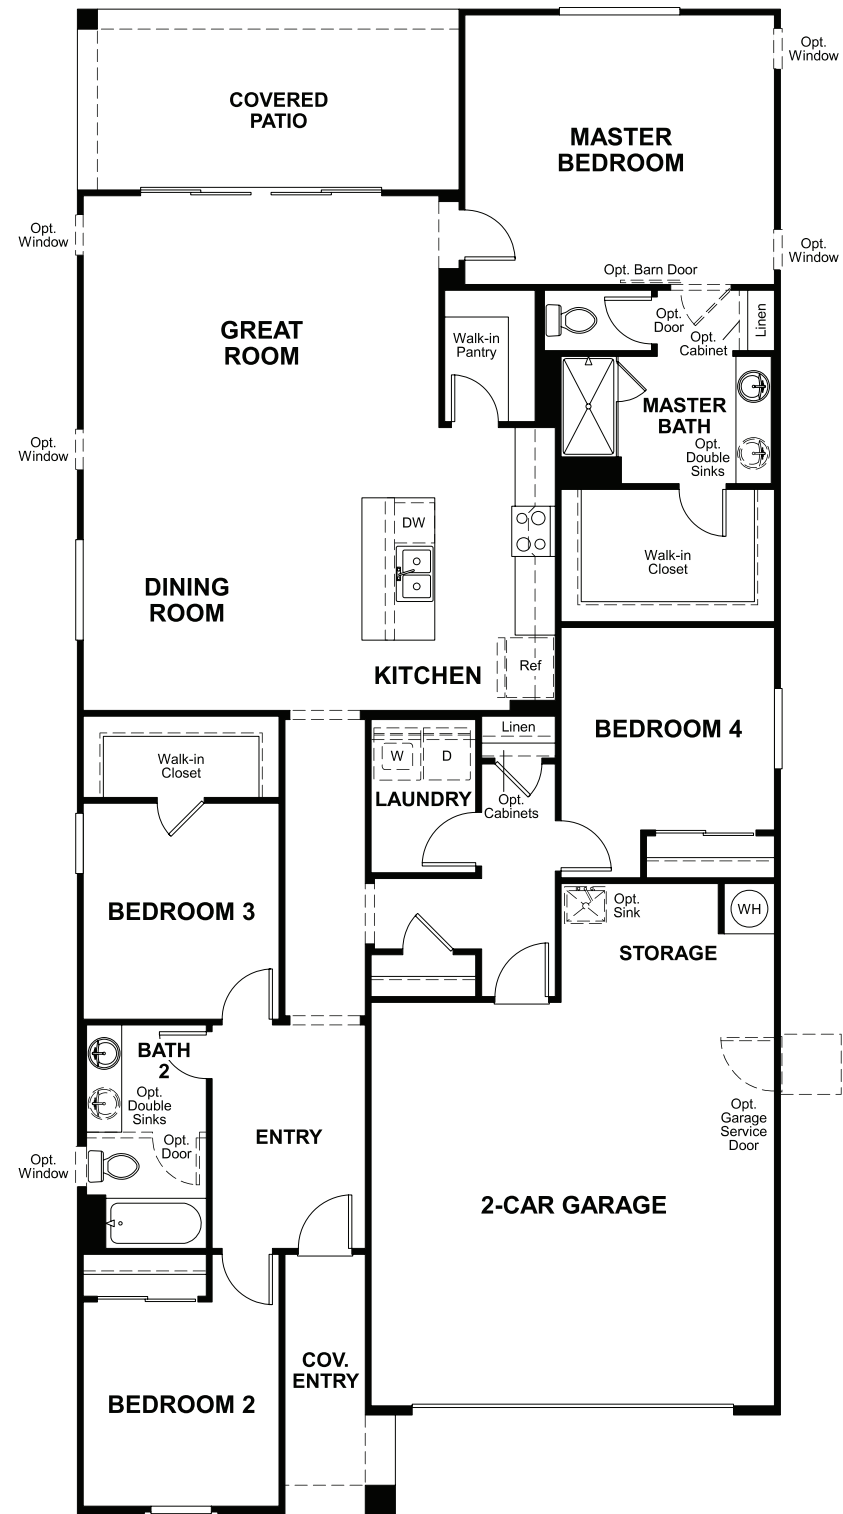 Opt.
Window
COVERED
PATIO
MASTER
BEDROOM
Opt.
Window
Opt.
Window
Opt. Barn Door
GREAT
ROOM
Walk-in
Pantry
Opt.
Door
Opt.
Cabinet
Linen
MASTER
BATH
Opt.
Double
Sinks
Opt.
Window
DW
Walk-in
Closet
DINING
ROOM
KITCHEN
Ref
BEDROOM 4
Linen
W
D
LAUNDRY
Opt.
Cabinets
Walk-in
Closet
BEDROOM 3
Opt.
Sink
WH
STORAGE
BATH
2
Opt.
Double
Sinks
Opt.
Door
Opt.
Window
ENTRY
Opt.
Garage
Service
Door
2-CAR GARAGE
COV.
ENTRY
BEDROOM 2